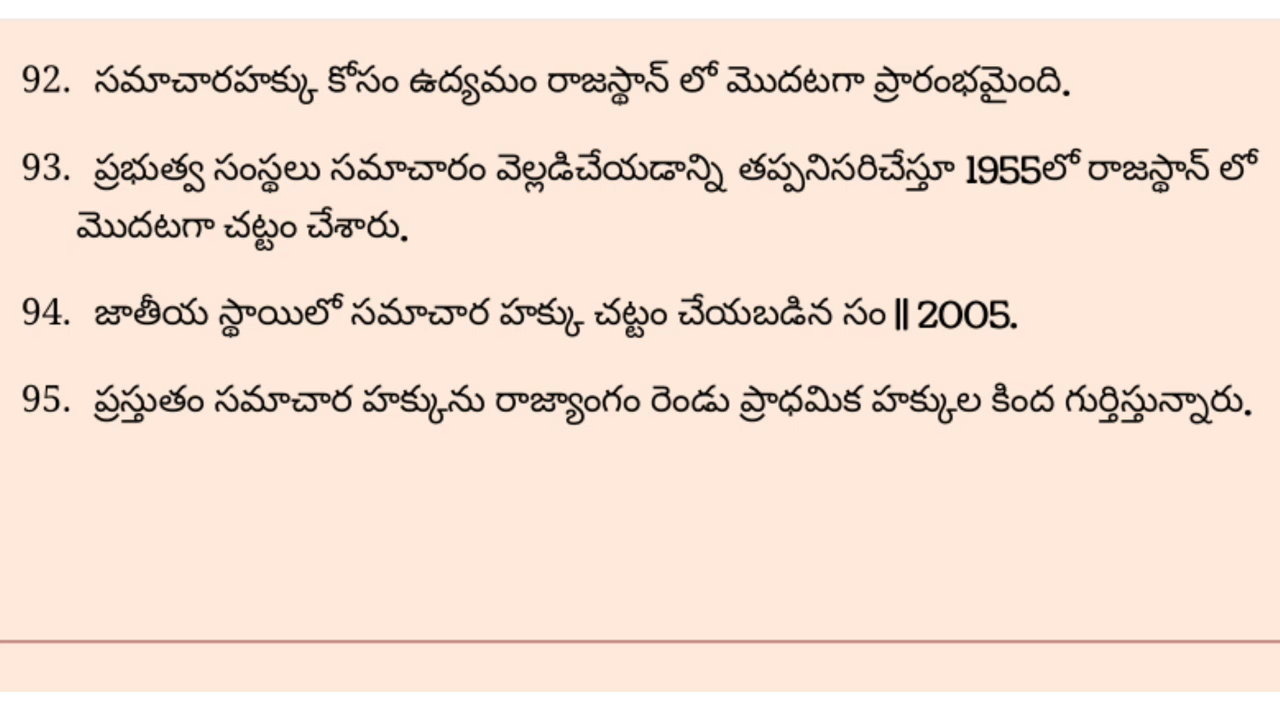 92. సమాచారహక్కు కోసం ఉద్యమం రాజస్థాన్ లో మొదటగా ప్రారంభమైంది.
93. ప్రభుత్వ సంస్థలు సమాచారం వెల్లడిచేయడాన్ని తప్పనిసరిచేస్తూ 1955లో రాజస్థాన్ లో
మొదటగా చట్టం చేశారు.
94. జాతీయ స్థాయిలో సమాచార హక్కు చట్టం చేయబడిన సం || 2005.
95. ప్రస్తుతం సమాచార హక్కును రాజ్యాంగం రెండు ప్రాధమిక హక్కుల కింద గుర్తిస్తున్నారు.